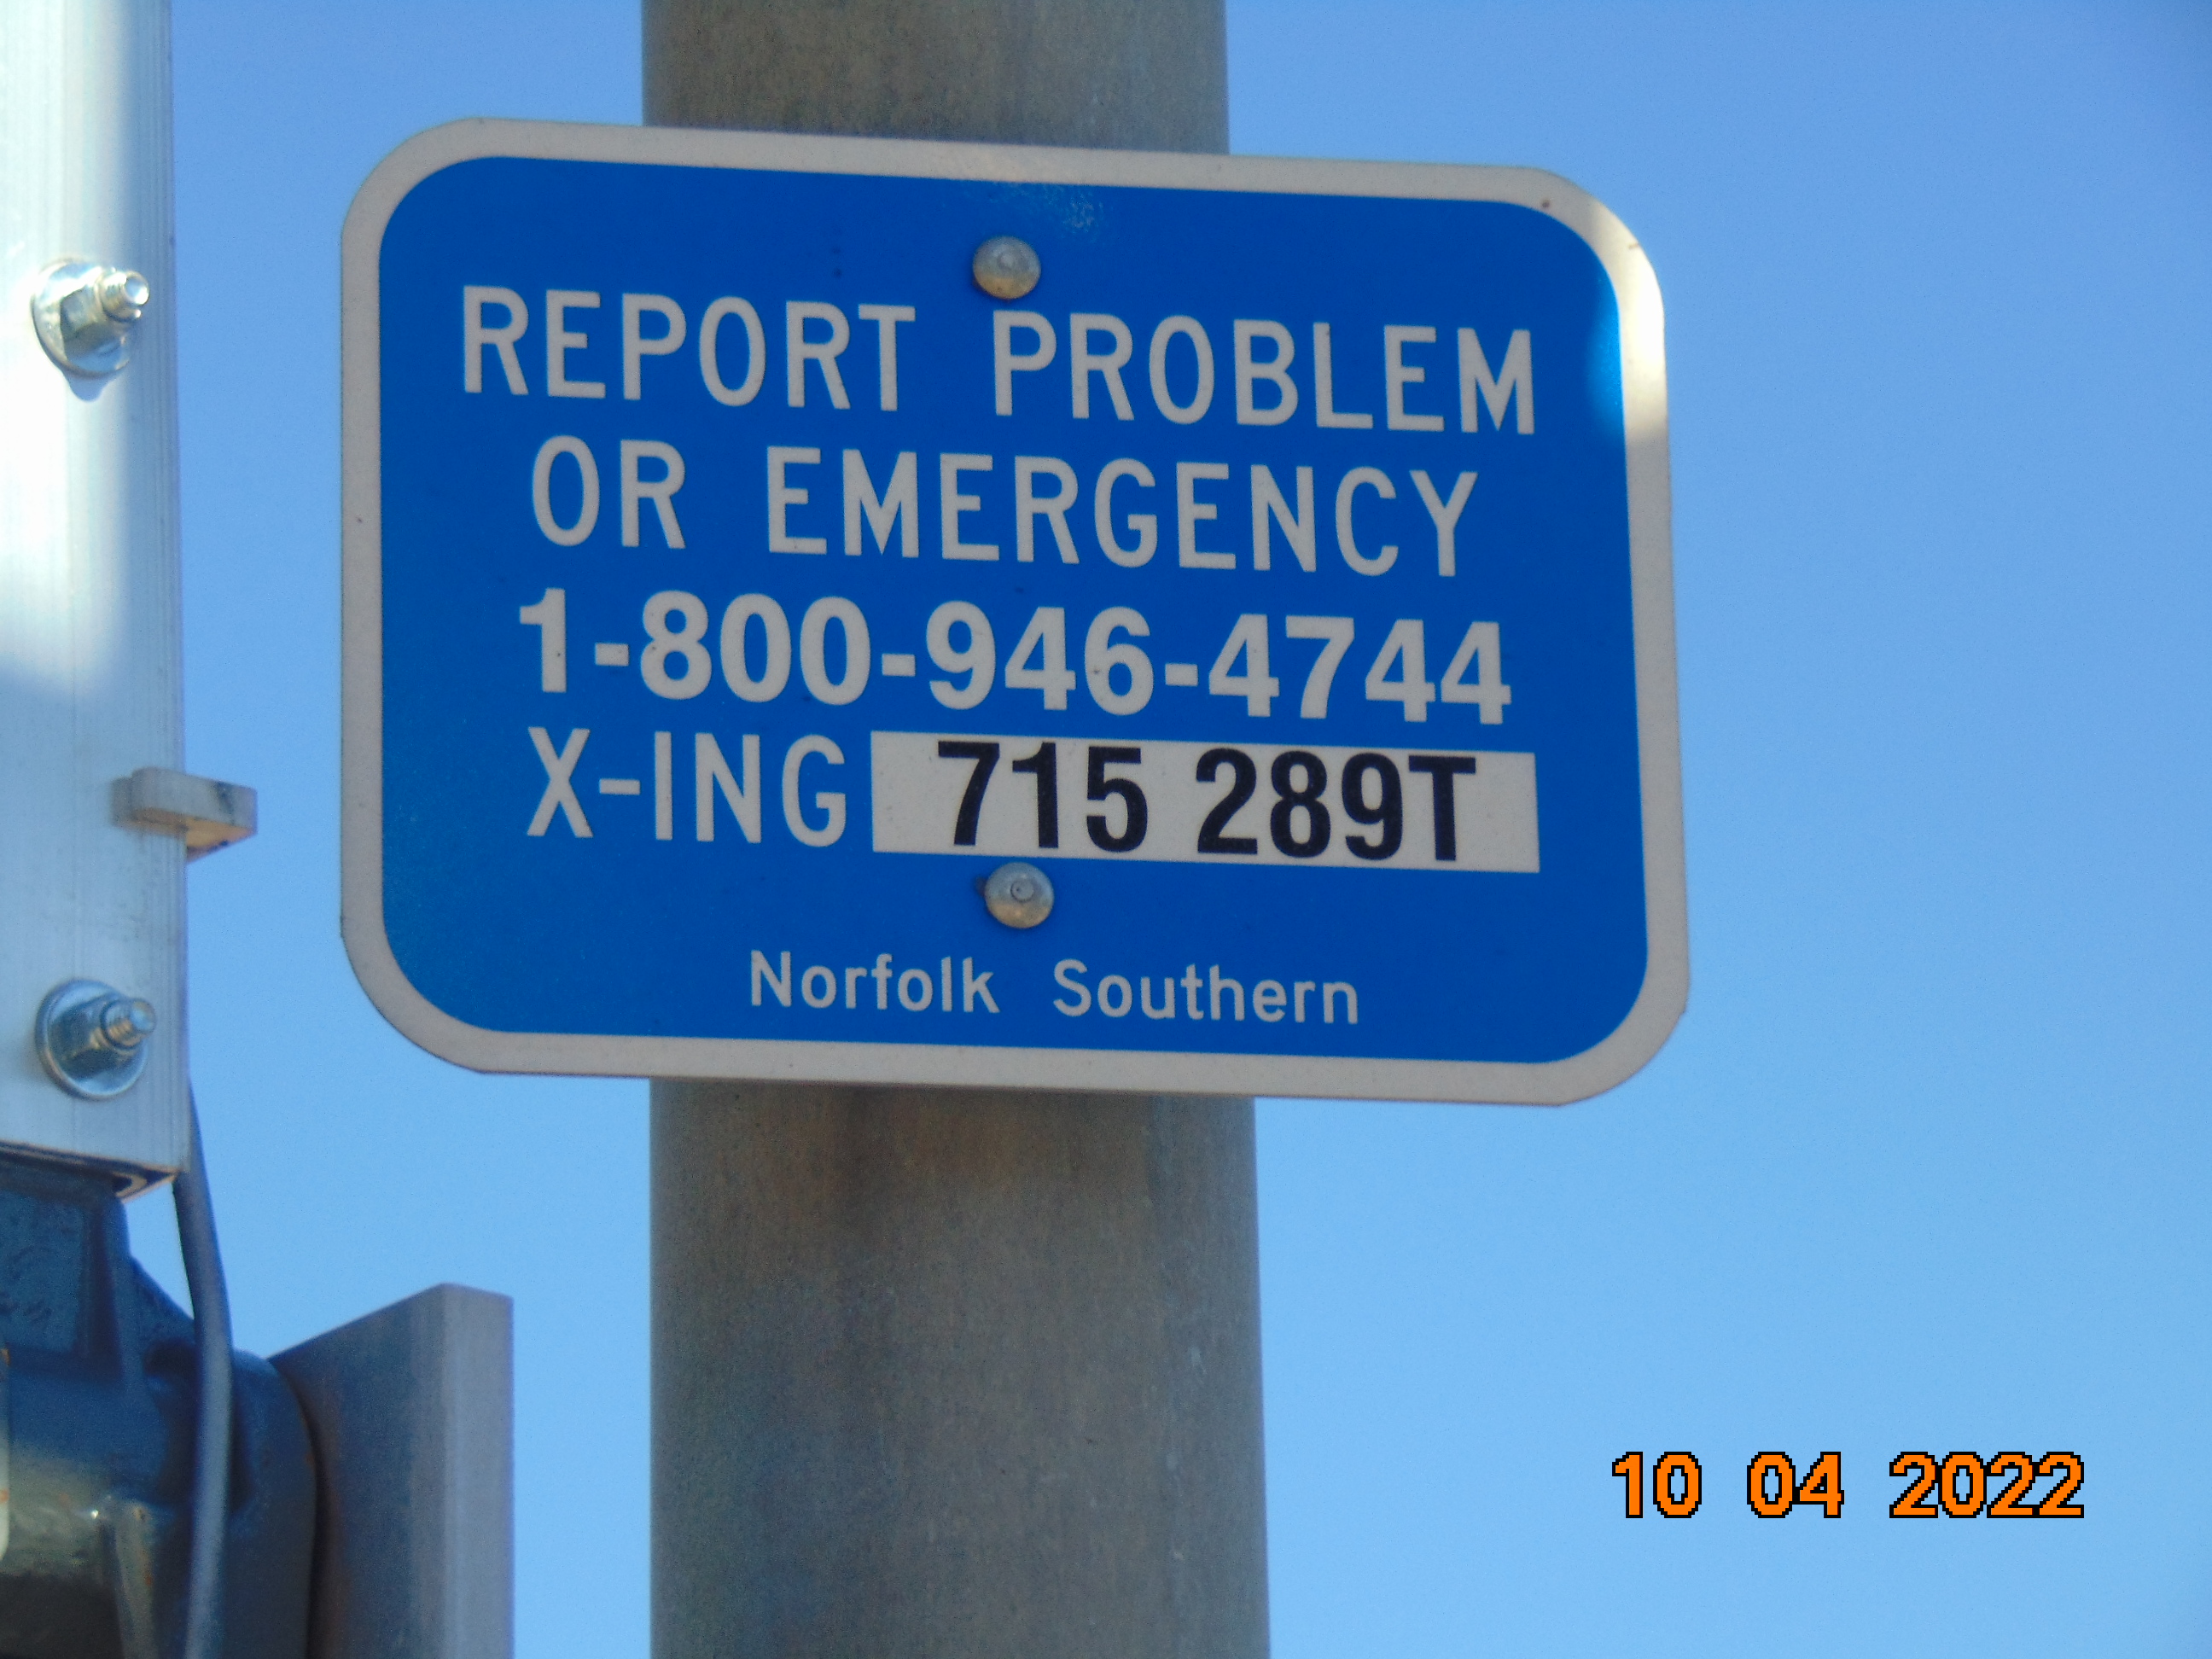 REPORT PROBLEM
OR EMERGENCY
1-800-946-4744
X-ING 715 289T
Norfolk Southern
10 04 2022